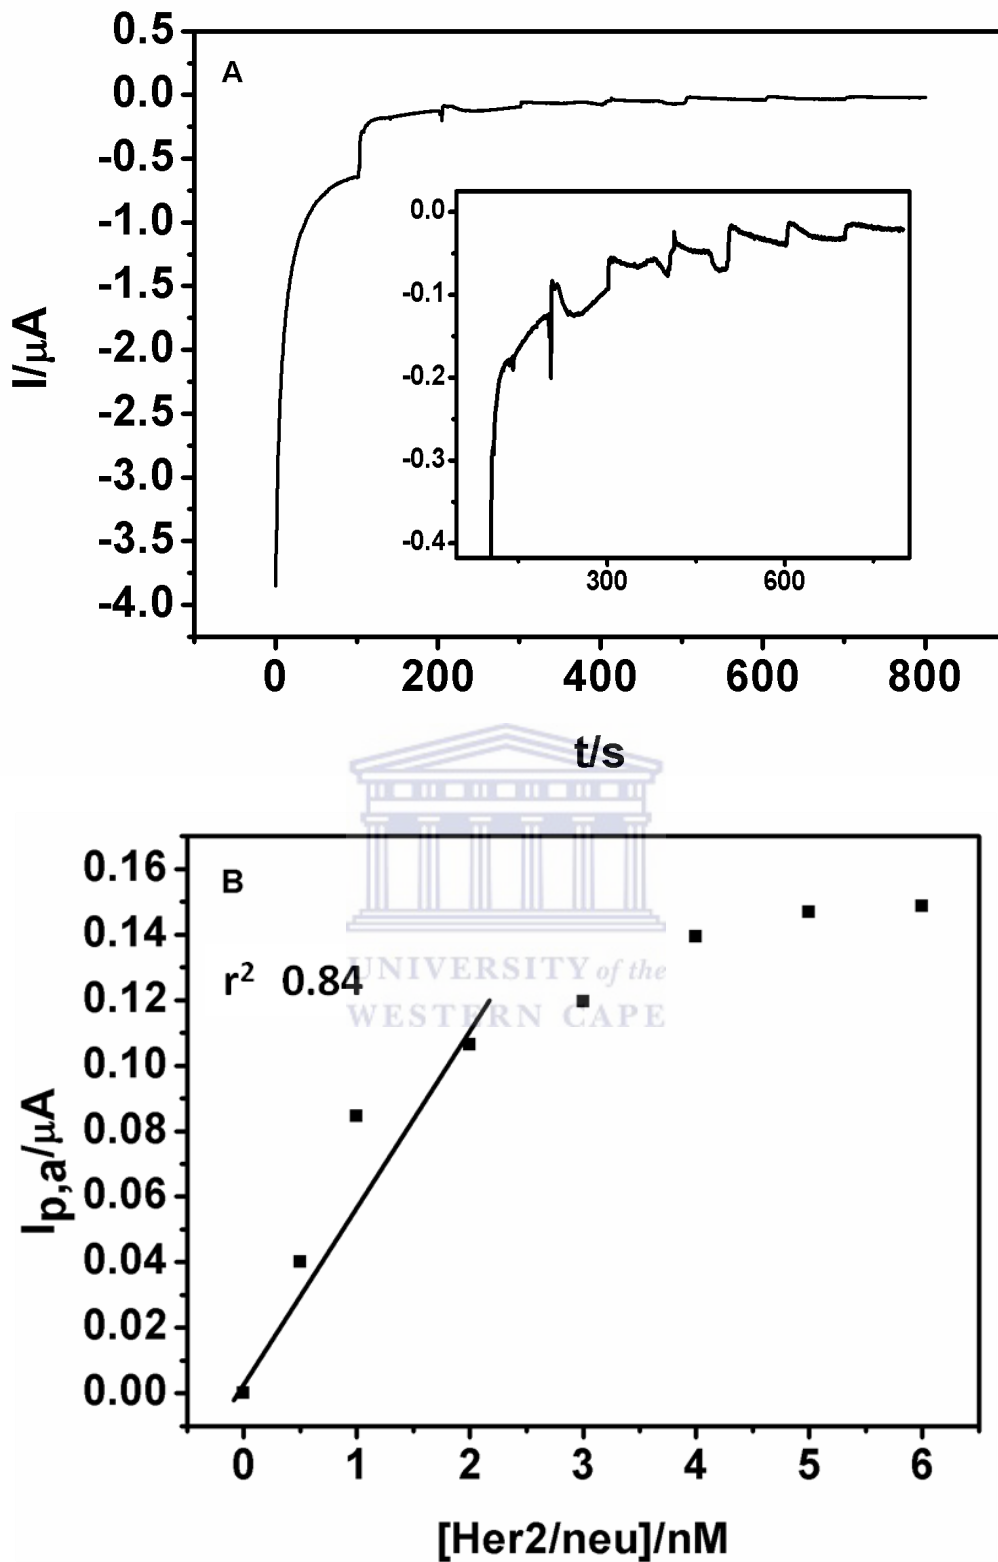 0.5
A
0.0
-0.5
-1.0
-1.5
-2.0
-2.5
-3.0
-3.5
-4.0
I/μA
0.0
-0.1
-0.2
-0.3
-0.4
300 600
0 200 400 600 800
t/s
0.16
B
0.14
r² 0.84
UNIVERSITY of the
0.12
WESTERN CAPE
0.10
0.08
0.06
0.04
0.02
0.00
Ip,a/μA
0 1 2 3 4 5 6
[Her2/neu]/nM